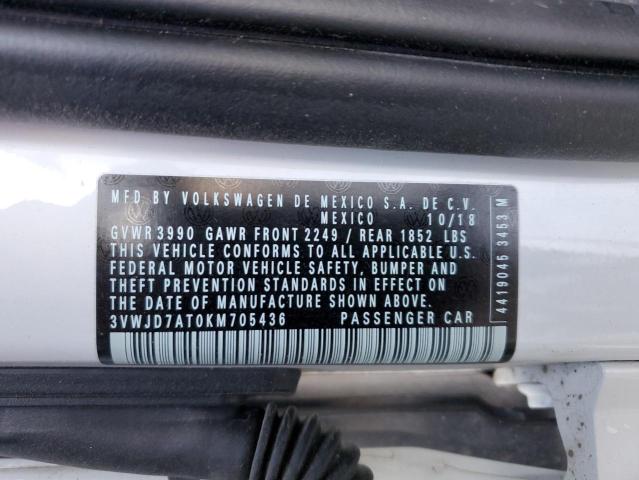 MFD BY VOLKSWAGEN DE MEXICO S.A. DE C.V.
MEXICO 10/18
GVWR 3990 GAWR FRONT 2249 / REAR 1852 LBS
THIS VEHICLE CONFORMS TO ALL APPLICABLE U.S.
FEDERAL MOTOR VEHICLE SAFETY, BUMPER AND
THEFT PREVENTION STANDARDS IN EFFECT ON THE
DATE OF MANUFACTURE SHOWN ABOVE.
3VWJD7AT0KM705436 PASSENGER CAR
4419045 3453 M